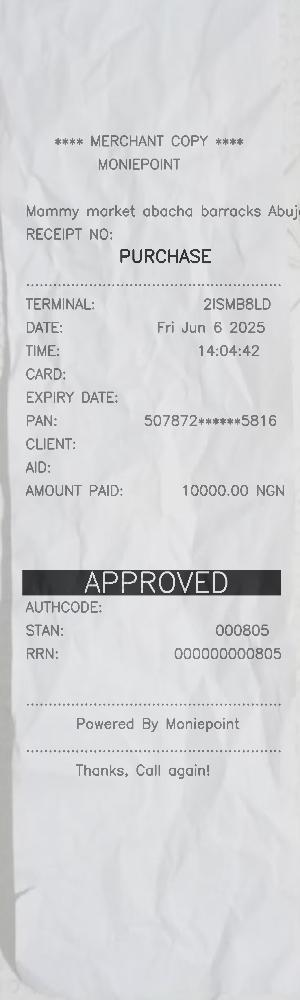 **** MERCHANT COPY ****
MONIEPOINT
Mammy market abacha barracks Abuj
RECEIPT NO:
PURCHASE
TERMINAL: 2ISMB8LD
DATE: Fri Jun 6 2025
TIME: 14:04:42
CARD:
EXPIRY DATE:
PAN: 507872******5816
CLIENT:
AID:
AMOUNT PAID: 10000.00 NGN
APPROVED
AUTHCODE:
STAN: 000805
RRN: 000000000805
Powered By Moniepoint
Thanks, Call again!